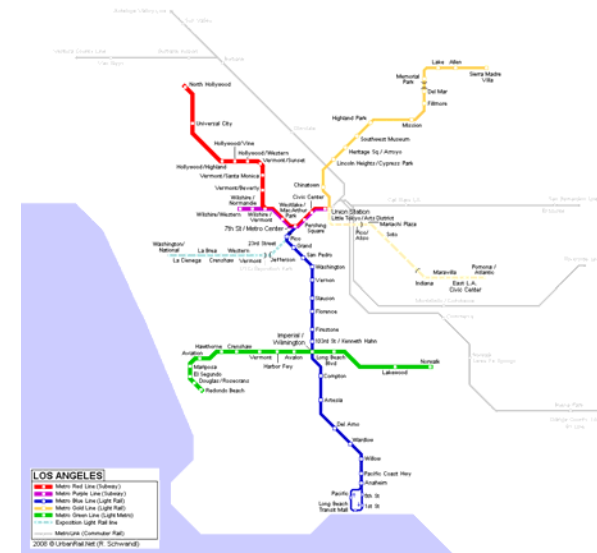 North Hollywood
Universal City
Hollywood/Vine
Hollywood/Western
Hollywood/Highland
Vermont/Sunset
Vermont/Santa Monica
Vermont/Beverly
Wilshire /
Normandie
Wilshire/Western
Wilshire /
Vermont
Westlake /
MacArthur
Park
Civic Center
Pershing
Square
7th St / Metro Center
Union Station
Chinatown
Lincoln Heights/Cypress Park
Heritage Sq / Arroyo
Southwest Museum
Highland Park
Mission
Fillmore
Del Mar
Memorial
Park
Lake
Allen
Sierra Madre
Ville
Little Tokyo/Arts District
Pico/
Aliso
Mariachi Plaza
Soto
Indiana
Maravilla
East L.A.
Civic Center
Pomona /
Atlantic
Pico
Grand
San Pedro
Washington
Vernon
Slauson
Florence
Firestone
103rd St / Kenneth Hahn
Imperial /
Wilmington
23rd Street
Jefferson
Vermont
Western
Crenshaw
La Brea
La Cienega
Washington/
National
Hawthorne
Crenshaw
Vermont
Harbor Fwy
Avalon
Long Beach
Blvd
Lakewood
Norwalk
Aviation
Mariposa
El Segundo
Douglas/Rosecrans
Redondo Beach
Compton
Artesia
Del Amo
Wardlow
Willow
Pacific Coast Hwy
Anaheim
Pacific
5th St
1st St
Long Beach
Transit Mall
LOS ANGELES
Metro Red Line (Subway)
Metro Purple Line (Subway)
Metro Blue Line (Light Rail)
Metro Gold Line (Light Rail)
Metro Green Line (Light Metro)
Exposition Light Rail line
MetroLink (Commuter Rail)
2008 © UrbanRail.Net (R. Schwandl)